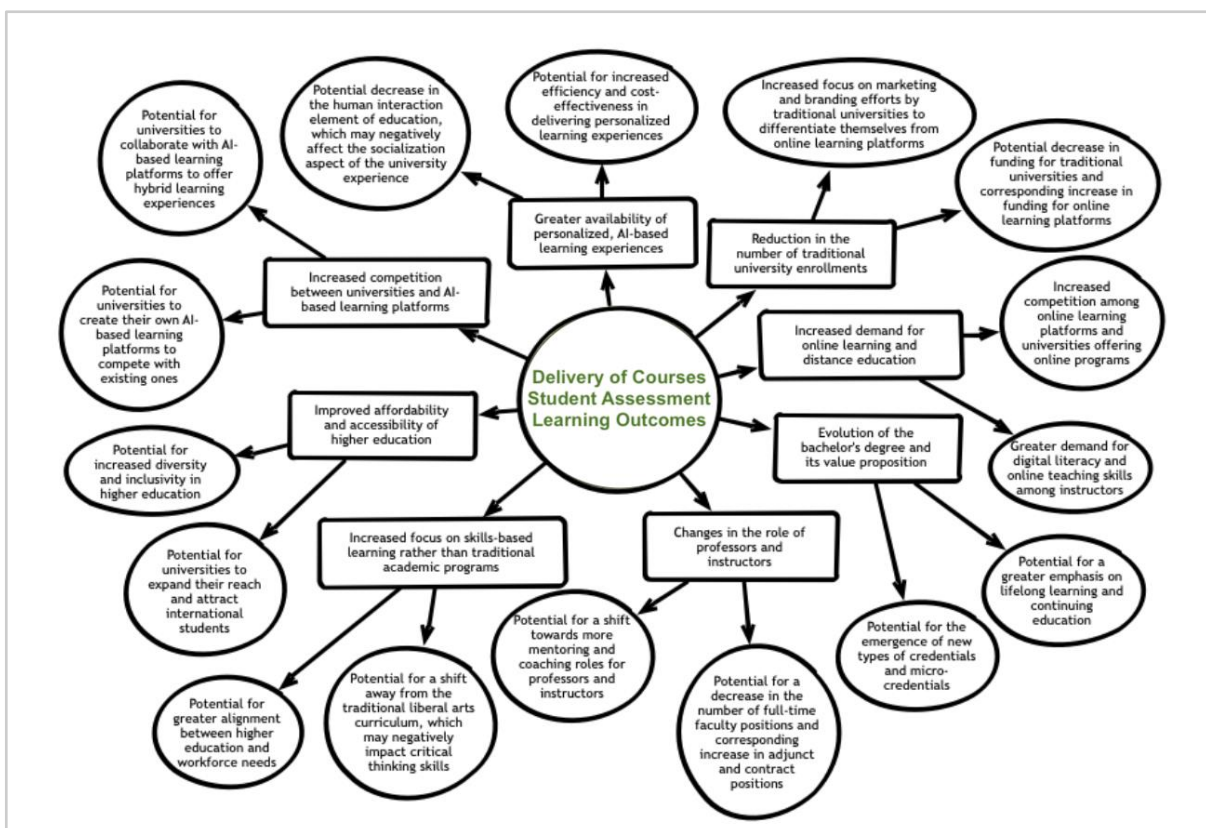 Delivery of Courses
Student Assessment
Learning Outcomes
Greater availability of
personalized, AI-based
learning experiences
Potential decrease in
the human interaction
element of education,
which may negatively
affect the socialization
aspect of the university
experience
Potential for increased
efficiency and cost-
effectiveness in
delivering personalized
learning experiences
Reduction in the
number of traditional
university enrollments
Increased focus on marketing
and branding efforts by
traditional universities to
differentiate themselves from
online learning platforms
Potential decrease in
funding for traditional
universities and
corresponding increase in
funding for online
learning platforms
Increased demand for
online learning and
distance education
Increased
competition among
online learning
platforms and
universities offering
online programs
Greater demand for
digital literacy and
online teaching skills
among instructors
Evolution of the
bachelor's degree and
its value proposition
Potential for a
greater emphasis on
lifelong learning and
continuing
education
Potential for the
emergence of new
types of credentials
and micro-
credentials
Changes in the role of
professors and
instructors
Potential for a
decrease in the
number of full-time
faculty positions and
corresponding
increase in adjunct
and contract
positions
Potential for a shift
towards more
mentoring and
coaching roles for
professors and
instructors
Increased focus on skills-based
learning rather than traditional
academic programs
Potential for a shift
away from the
traditional liberal arts
curriculum, which
may negatively
impact critical
thinking skills
Potential for
greater alignment
between higher
education and
workforce needs
Improved affordability
and accessibility of
higher education
Potential for
universities to
expand their reach
and attract
international
students
Potential for
increased diversity
and inclusivity in
higher education
Increased competition
between universities and AI-
based learning platforms
Potential for
universities to
create their own AI-
based learning
platforms to
compete with
existing ones
Potential for
universities to
collaborate with AI-
based learning
platforms to offer
hybrid learning
experiences